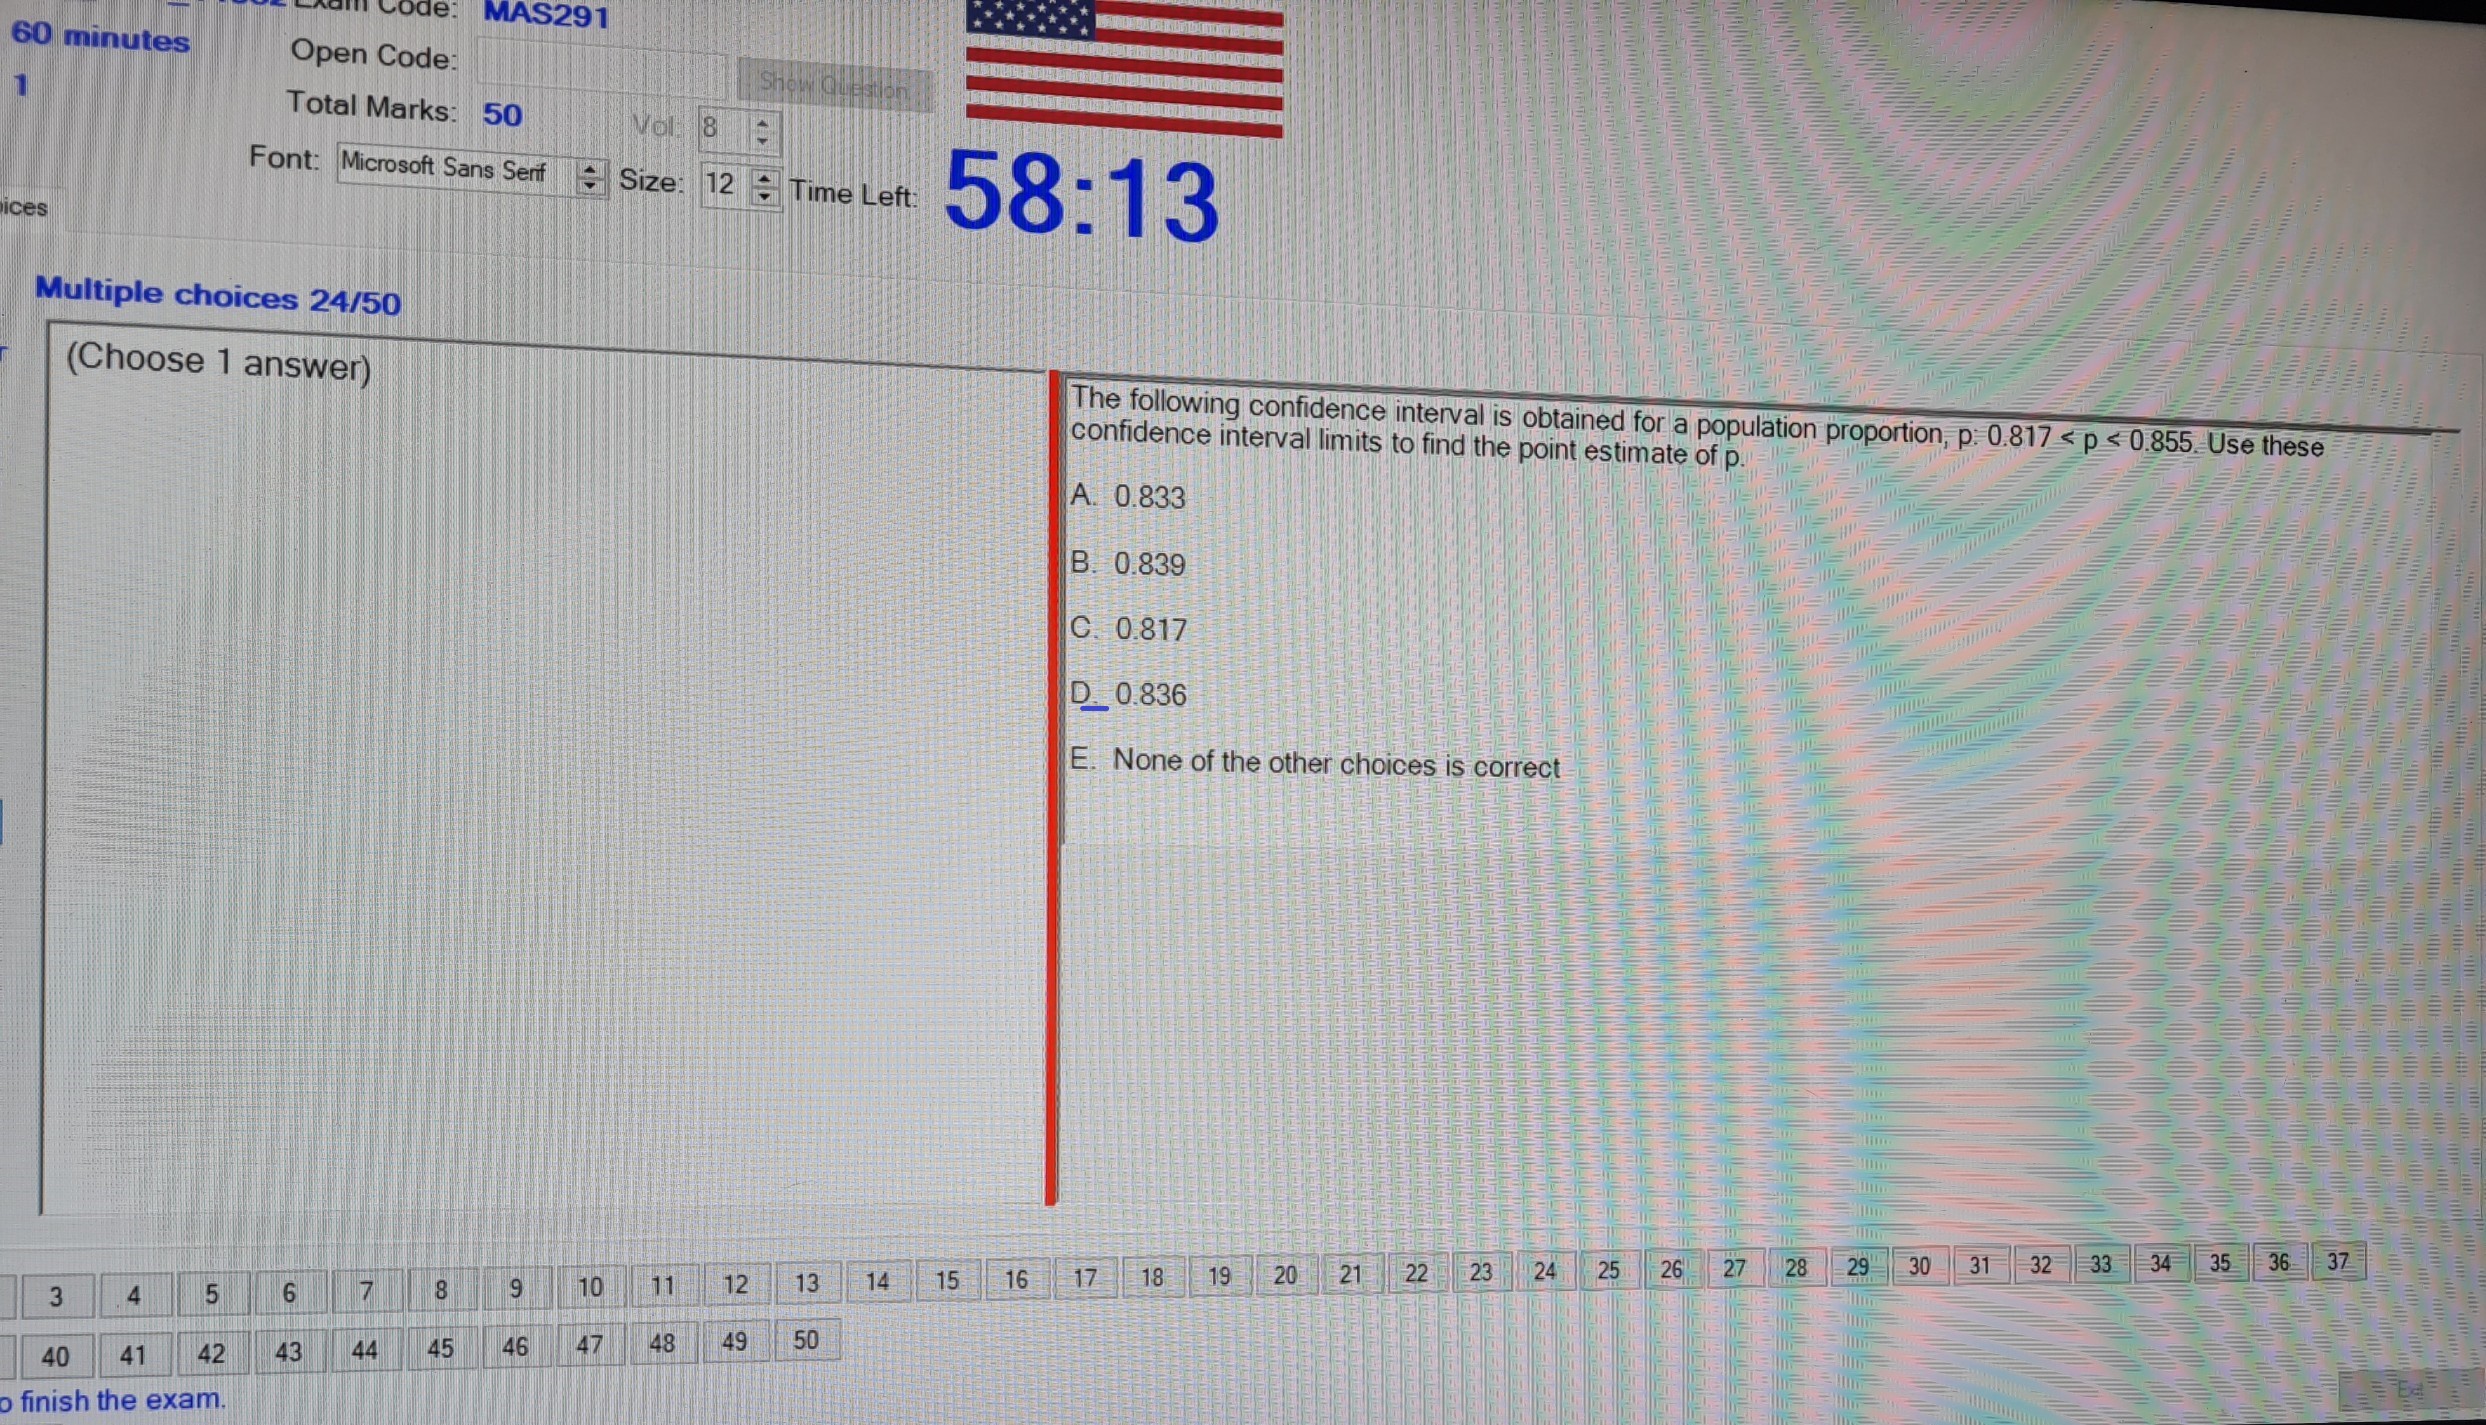 Exam Code: MAS291
60 minutes
Open Code:
Show Question
1
Total Marks: 50
Vol: 8
Font: Microsoft Sans Serif Size: 12 Time Left: 58:13
Multiple choices 24/50
(Choose 1 answer)
The following confidence interval is obtained for a population proportion, p: 0.817 < p < 0.855. Use these
confidence interval limits to find the point estimate of p.
A. 0.833
B. 0.839
C. 0.817
D. 0.836
E. None of the other choices is correct
3 4 5 6 7 8 9 10 11 12 13 14 15 16 17 18 19 20 21 22 23 24 25 26 27 28 29 30 31 32 33 34 35 36 37
40 41 42 43 44 45 46 47 48 49 50
finish the exam.
Exit